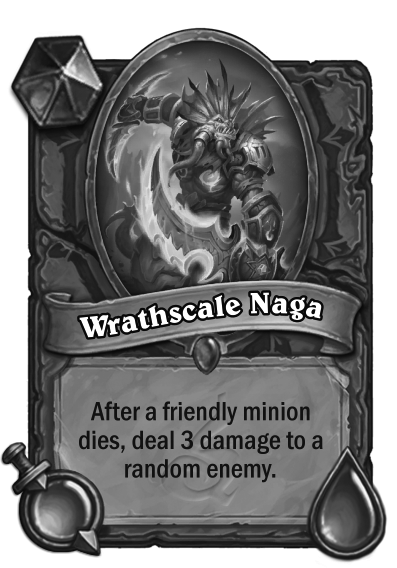 Wrathscale Naga
After a friendly minion
dies, deal 3 damage to a
random enemy.